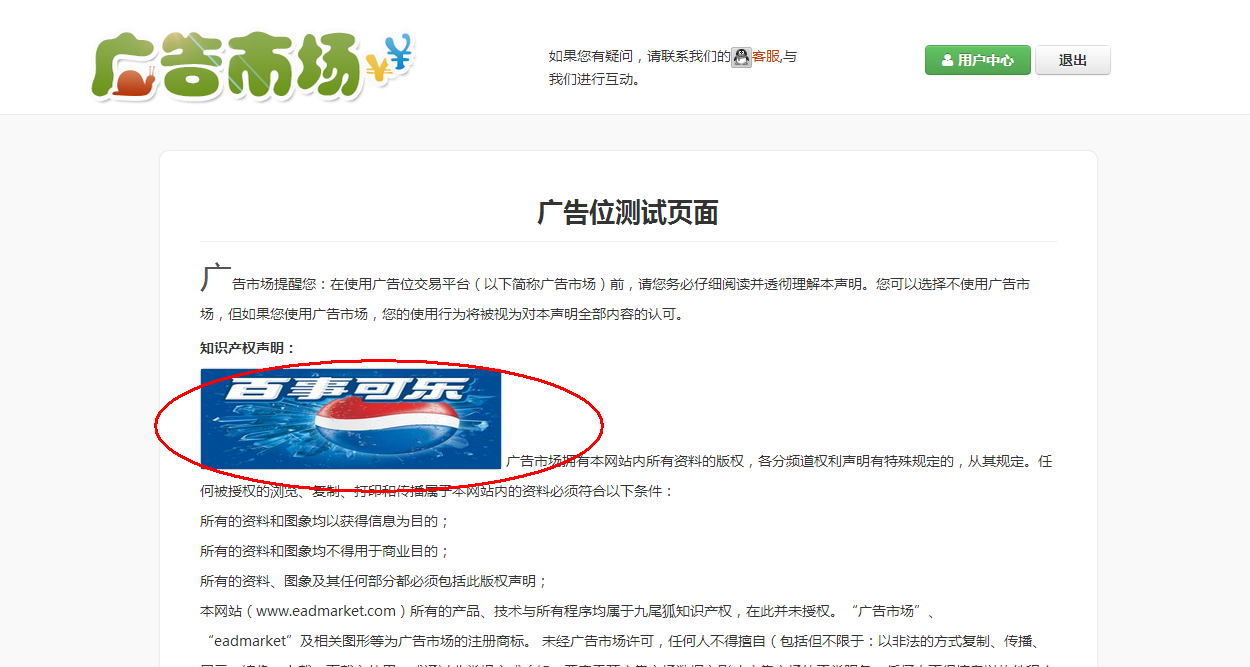 广告市场
如果您有疑问，请联系我们的客服,与
我们进行互动。
用户中心
退出
广告位测试页面
广告市场提醒您：在使用广告位交易平台（以下简称广告市场）前，请您务必仔细阅读并透彻理解本声明。您可以选择不使用广告市
场，但如果您使用广告市场，您的使用行为将被视为对本声明全部内容的认可。
知识产权声明：
百事可乐
广告市场拥有本网站内所有资料的版权，各分频道权利声明有特殊规定的，从其规定。任
何被授权的浏览、复制、打印和传播属于本网站内的资料必须符合以下条件：
所有的资料和图象均以获得信息为目的；
所有的资料和图象均不得用于商业目的；
所有的资料、图象及其任何部分都必须包括此版权声明；
本网站（www.eadmarket.com）所有的产品、技术与所有程序均属于九尾狐知识产权，在此并未授权。“广告市场”、
“eadmarket”及相关图形等为广告市场的注册商标。 未经广告市场许可，任何人不得擅自（包括但不限于：以非法的方式复制、传播、